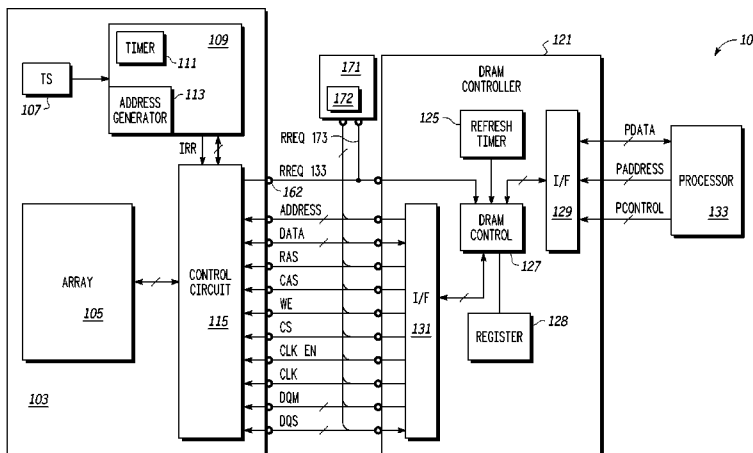 TIMER
111
109
TS
107
ADDRESS
GENERATOR
113
IRR
ARRAY
105
CONTROL
CIRCUIT
115
103
171
172
RREQ 173
RREQ 133
162
ADDRESS
DATA
RAS
CAS
WE
CS
CLK EN
CLK
DQM
DQS
121
DRAM
CONTROLLER
125
REFRESH
TIMER
I/F
129
DRAM
CONTROL
127
I/F
131
REGISTER
128
PDATA
PADDRESS
PCONTROL
PROCESSOR
133
10